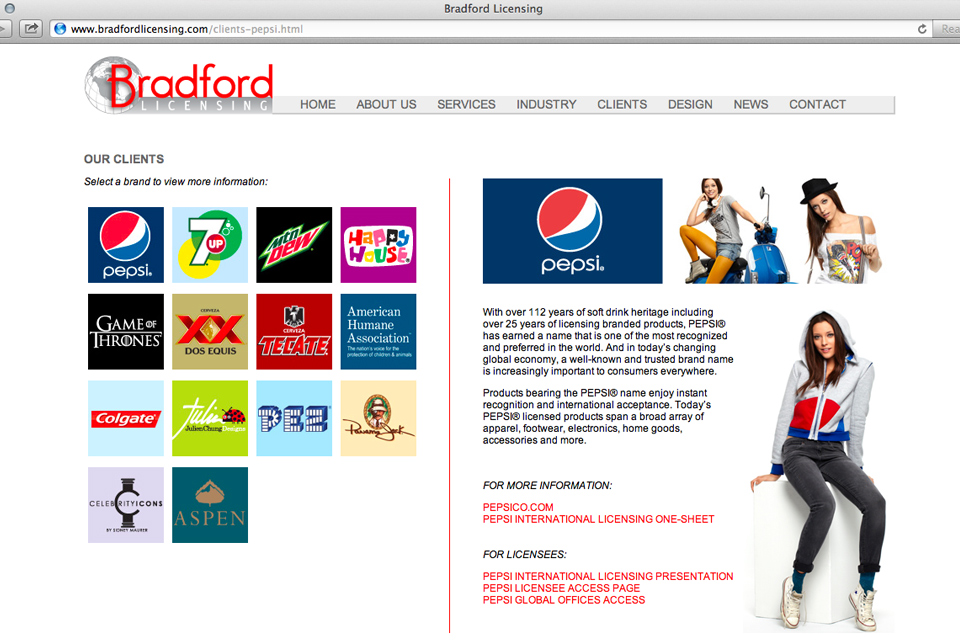 Bradford Licensing
www.bradfordlicensing.com/clients-pepsi.html
Rea
Bradford
LICENSING
HOME ABOUT US SERVICES INDUSTRY CLIENTS DESIGN NEWS CONTACT
OUR CLIENTS
Select a brand to view more information:
pepsi®
7UP
Mtn DEW
HAPPY HOUSE
GAME OF THRONES
CERVEZA
XX
DOS EQUIS
CERVEZA
TECATE
American
Humane
Association
The nation's voice for the
protection of children & animals
Colgate®
Julien
JulienChung Designs
PEZ
Panama Jack
CELEBRITYICONS
BY SIDNEY MAURER
ASPEN
pepsi®
With over 112 years of soft drink heritage including
over 25 years of licensing branded products, PEPSI®
has earned a name that is one of the most recognized
and preferred in the world. And in today's changing
global economy, a well-known and trusted brand name
is increasingly important to consumers everywhere.
Products bearing the PEPSI® name enjoy instant
recognition and international acceptance. Today's
PEPSI® licensed products span a broad array of
apparel, footwear, electronics, home goods,
accessories and more.
FOR MORE INFORMATION:
PEPSICO.COM
PEPSI INTERNATIONAL LICENSING ONE-SHEET
FOR LICENSEES:
PEPSI INTERNATIONAL LICENSING PRESENTATION
PEPSI LICENSEE ACCESS PAGE
PEPSI GLOBAL OFFICES ACCESS